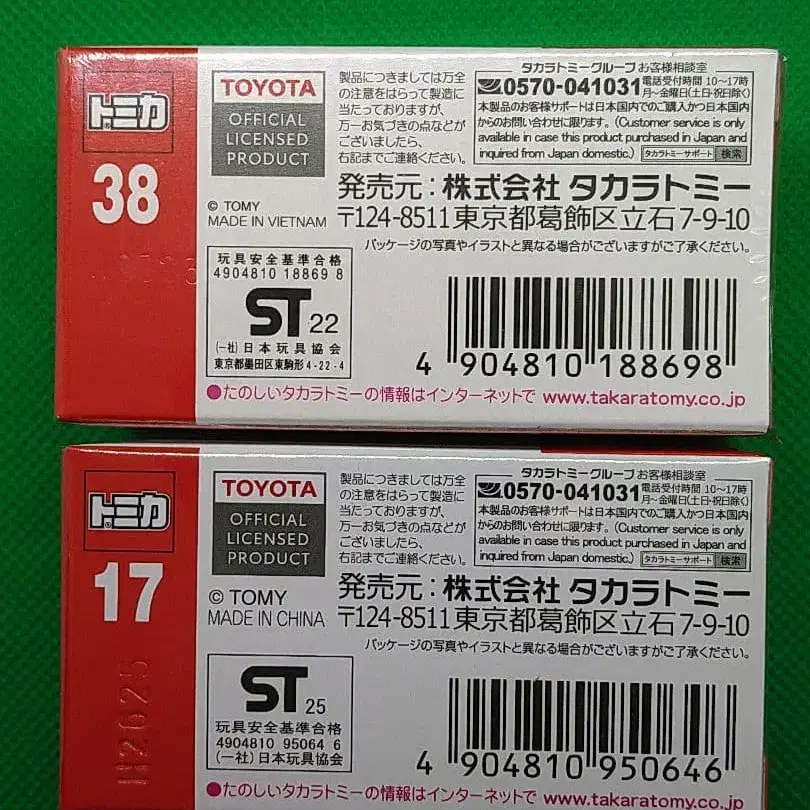 トミカ
38
TOYOTA
OFFICIAL
LICENSED
PRODUCT
© TOMY
MADE IN VIETNAM
製品につきましては万全
の注意をはらって製造に
当たっておりますが、
万一お気づきの点などが
ございましたら、
右記までご連絡ください。
タカラトミーグループ お客様相談室
0570-041031 電話受付時間 10~17時
月~金曜日(土日・祝日除く)
本製品のお客様サポートは日本国内でのご購入かつ日本国内
からのお問い合わせに限ります。(Customer service is only
available in case this product purchased in Japan and
inquired from Japan domestic.) タカラトミーサポート 検索
発売元:株式会社 タカラトミー
〒124-8511 東京都葛飾区立石7-9-10
パッケージの写真やイラストと異なる場合がございますがご了承ください。
玩具安全基準合格
4904810 18869 8
ST 22
(一社)日本玩具協会
東京都墨田区東駒形4-22-4
4 904810 188698
●たのしいタカラトミーの情報はインターネットで www.takaratomy.co.jp
トミカ
17
H2625
TOYOTA
OFFICIAL
LICENSED
PRODUCT
© TOMY
MADE IN CHINA
製品につきましては万全
の注意をはらって製造に
当たっておりますが、
万一お気づきの点などが
ございましたら、
右記までご連絡ください。
タカラトミーグループ お客様相談室
0570-041031 電話受付時間 10~17時
月~金曜日(土日・祝日除く)
本製品のお客様サポートは日本国内でのご購入かつ日本国内
からのお問い合わせに限ります。(Customer service is only
available in case this product purchased in Japan and
inquired from Japan domestic.) タカラトミーサポート 検索
発売元:株式会社 タカラトミー
〒124-8511 東京都葛飾区立石7-9-10
パッケージの写真やイラストと異なる場合がございますがご了承ください。
ST 25
玩具安全基準合格
4904810 95064 6
(一社)日本玩具協会
4 904810 950646
●たのしいタカラトミーの情報はインターネットで www.takaratomy.co.jp